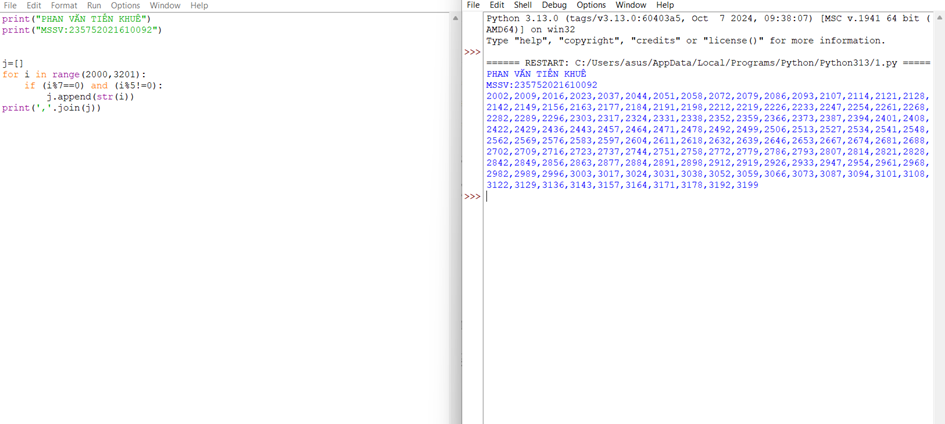 File Edit Format Run Options Window Help
print("PHAN VĂN TIẾN KHUÊ")
print("MSSV:235752021610092")
j=[]
for i in range(2000,3201):
    if (i%7==0) and (i%5!=0):
        j.append(str(i))
print(','.join(j))
File Edit Shell Debug Options Window Help
Python 3.13.0 (tags/v3.13.0:60403a5, Oct  7 2024, 09:38:07) [MSC v.1941 64 bit (
AMD64)] on win32
Type "help", "copyright", "credits" or "license()" for more information.
>>>
====== RESTART: C:/Users/asus/AppData/Local/Programs/Python/Python313/1.py =====
PHAN VĂN TIẾN KHUÊ
MSSV:235752021610092
2002,2009,2016,2023,2037,2044,2051,2058,2072,2079,2086,2093,2107,2114,2121,2128,
2142,2149,2156,2163,2177,2184,2191,2198,2212,2219,2226,2233,2247,2254,2261,2268,
2282,2289,2296,2303,2317,2324,2331,2338,2352,2359,2366,2373,2387,2394,2401,2408,
2422,2429,2436,2443,2457,2464,2471,2478,2492,2499,2506,2513,2527,2534,2541,2548,
2562,2569,2576,2583,2597,2604,2611,2618,2632,2639,2646,2653,2667,2674,2681,2688,
2702,2709,2716,2723,2737,2744,2751,2758,2772,2779,2786,2793,2807,2814,2821,2828,
2842,2849,2856,2863,2877,2884,2891,2898,2912,2919,2926,2933,2947,2954,2961,2968,
2982,2989,2996,3003,3017,3024,3031,3038,3052,3059,3066,3073,3087,3094,3101,3108,
3122,3129,3136,3143,3157,3164,3171,3178,3192,3199
>>>